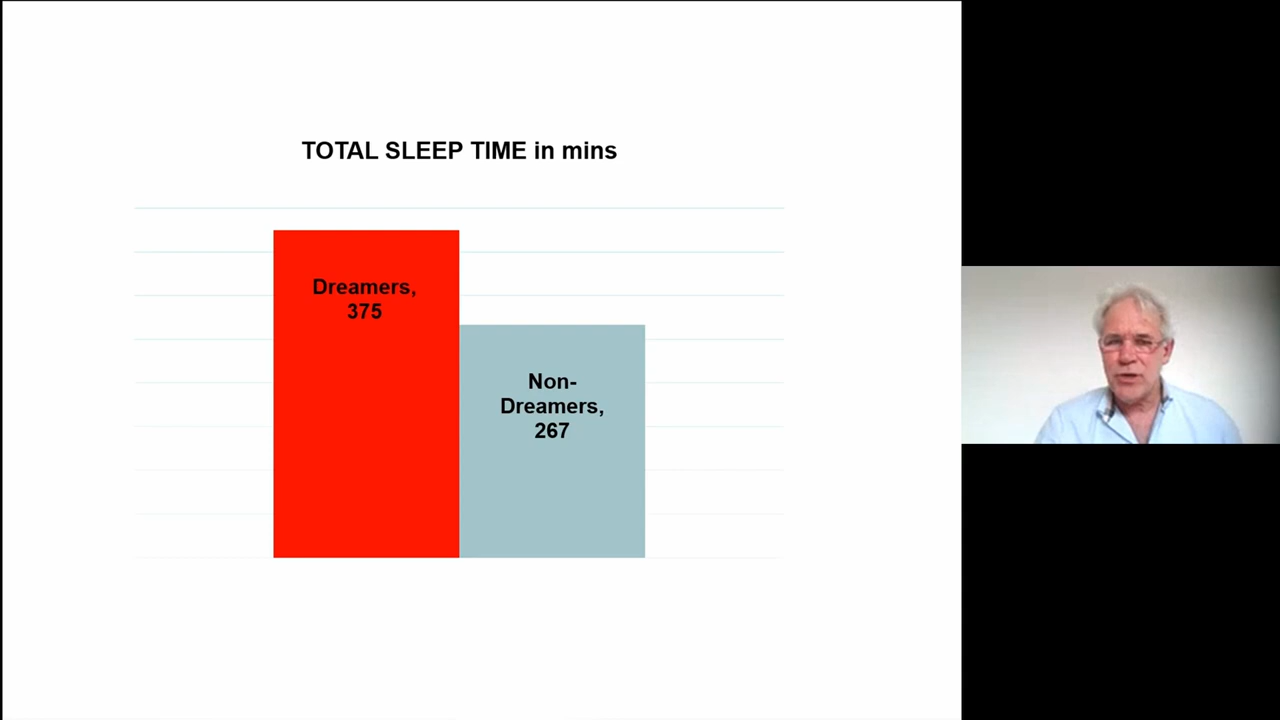 TOTAL SLEEP TIME in mins
Dreamers,
375
Non-
Dreamers,
267